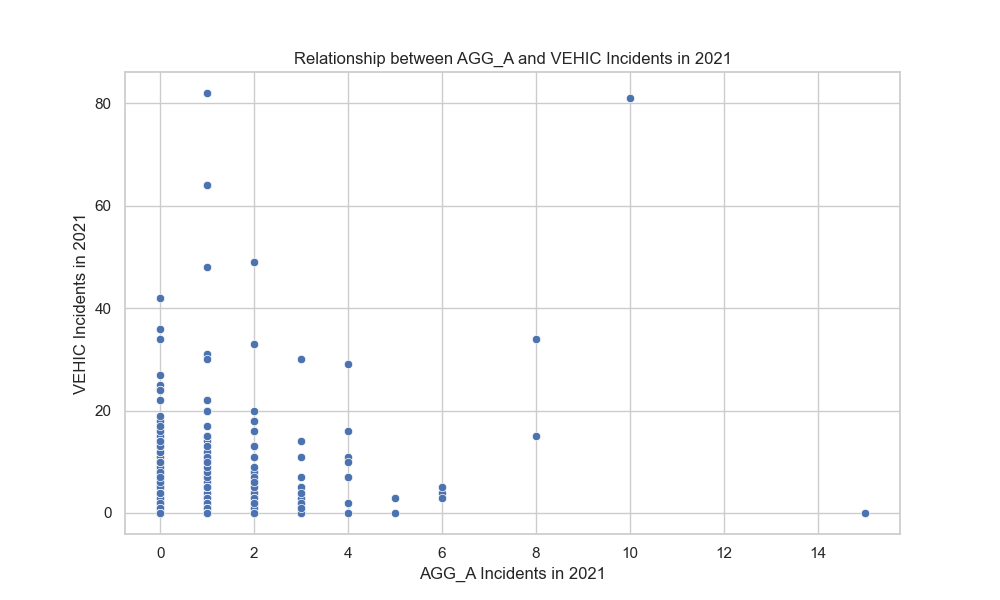 Relationship between AGG_A and VEHIC Incidents in 2021
VEHIC Incidents in 2021
80
60
40
20
0
0 2 4 6 8 10 12 14
AGG_A Incidents in 2021